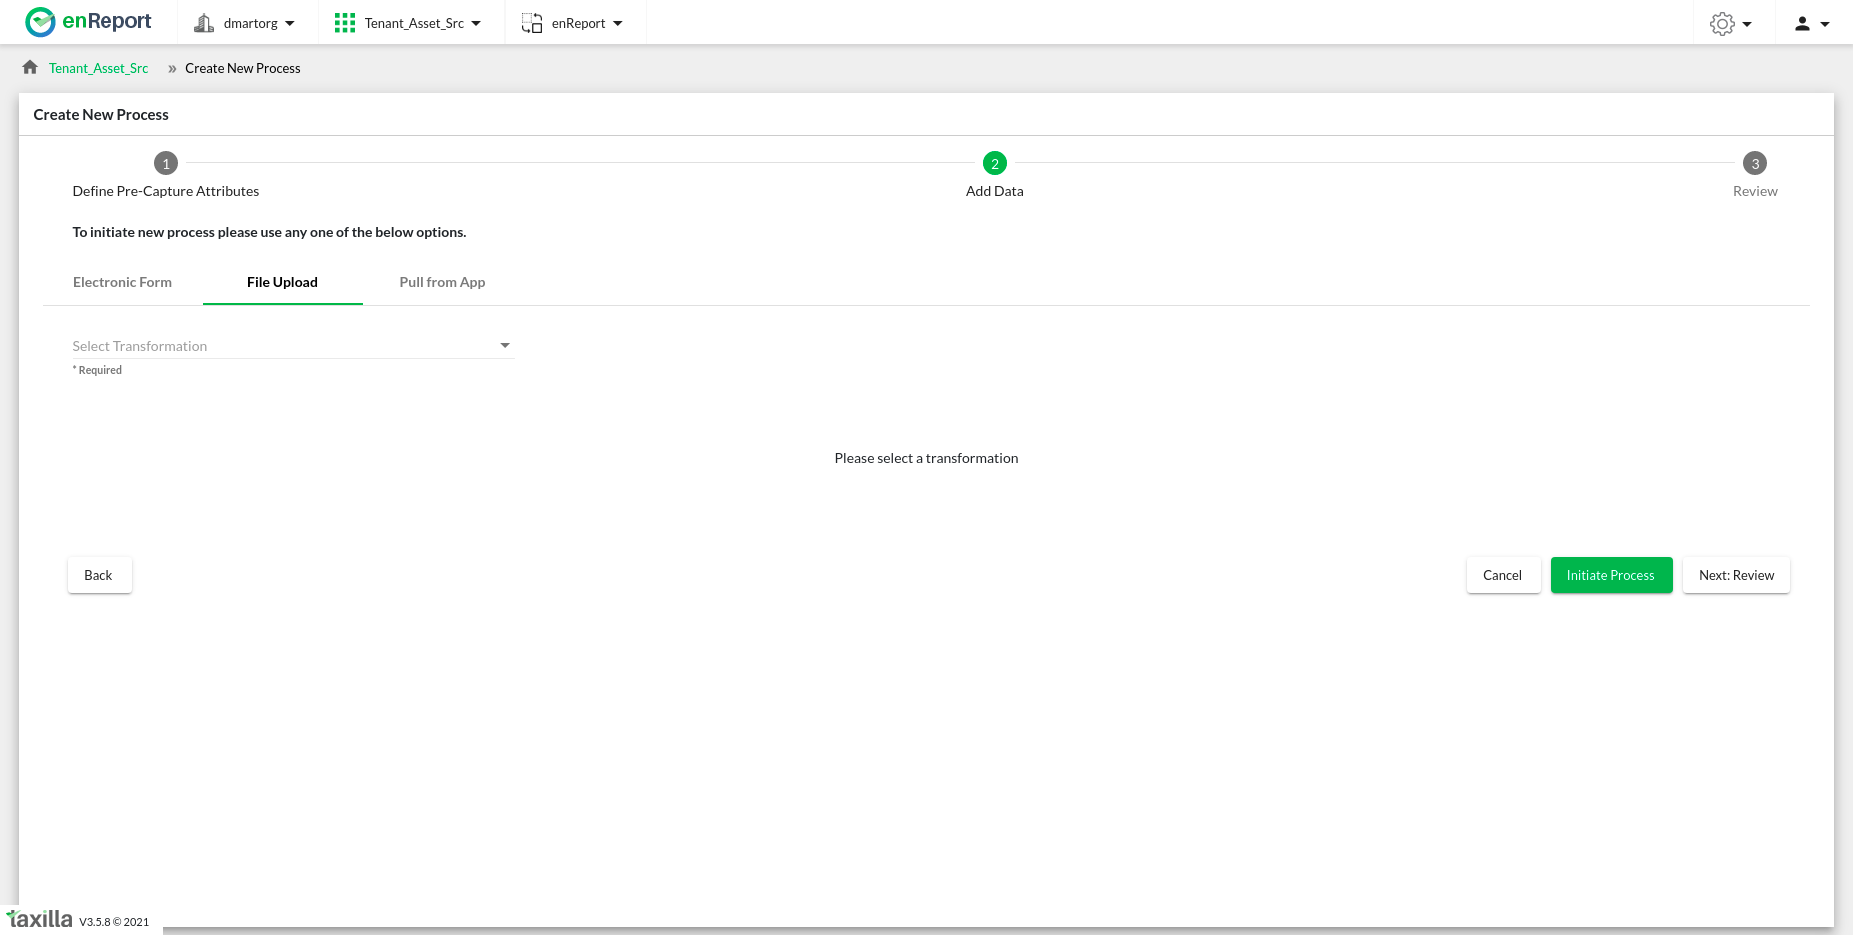 enReport dmartorg Tenant_Asset_Src enReport
Tenant_Asset_Src » Create New Process
Create New Process
1 2 3
Define Pre-Capture Attributes Add Data Review
To initiate new process please use any one of the below options.
Electronic Form File Upload Pull from App
Select Transformation
* Required
Please select a transformation
Back Cancel Initiate Process Next: Review
taxilla V3.5.8 © 2021